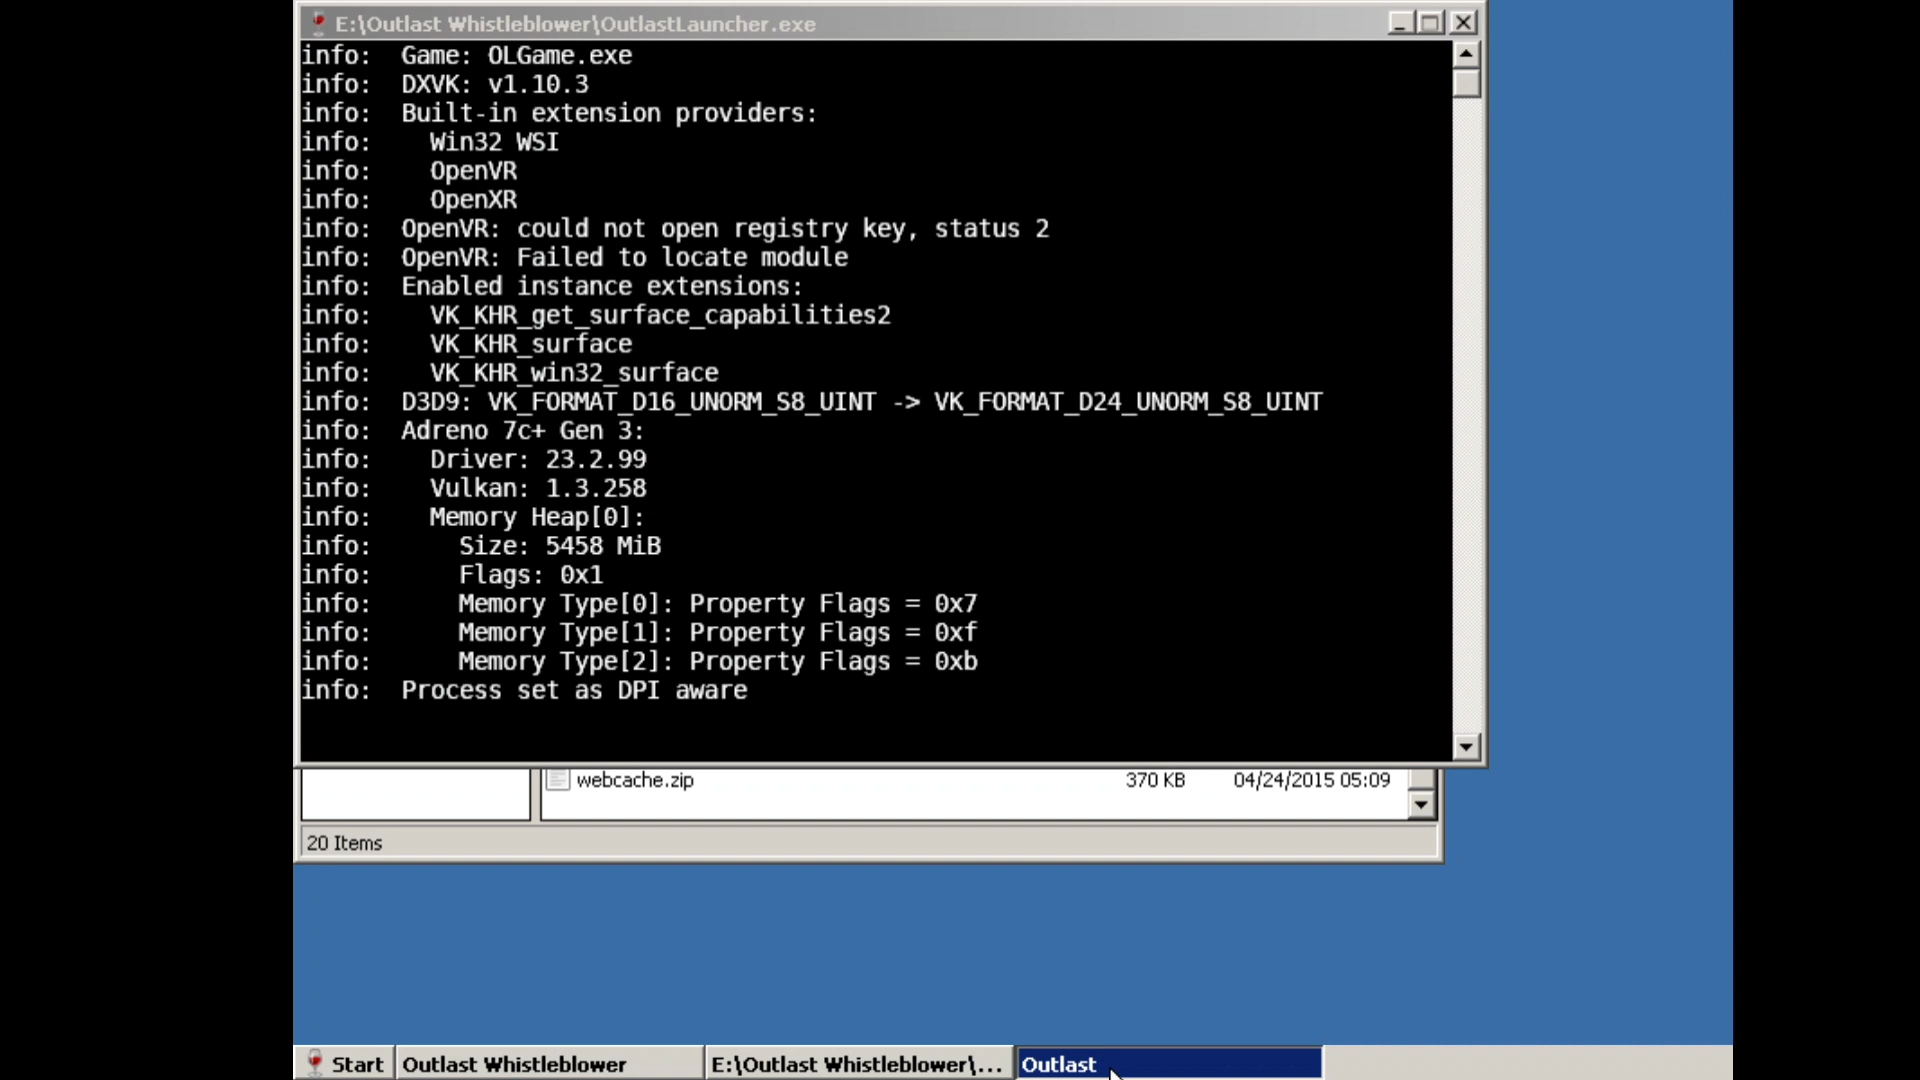 E:\Outlast Whistleblower\OutlastLauncher.exe
info:  Game: OLGame.exe
info:  DXVK: v1.10.3
info:  Built-in extension providers:
info:    Win32 WSI
info:    OpenVR
info:    OpenXR
info:  OpenVR: could not open registry key, status 2
info:  OpenVR: Failed to locate module
info:  Enabled instance extensions:
info:    VK_KHR_get_surface_capabilities2
info:    VK_KHR_surface
info:    VK_KHR_win32_surface
info:  D3D9: VK_FORMAT_D16_UNORM_S8_UINT -> VK_FORMAT_D24_UNORM_S8_UINT
info:  Adreno 7c+ Gen 3:
info:    Driver: 23.2.99
info:    Vulkan: 1.3.258
info:    Memory Heap[0]:
info:      Size: 5458 MiB
info:      Flags: 0x1
info:      Memory Type[0]: Property Flags = 0x7
info:      Memory Type[1]: Property Flags = 0xf
info:      Memory Type[2]: Property Flags = 0xb
info:  Process set as DPI aware
webcache.zip 370 KB 04/24/2015 05:09
20 Items
Start Outlast Whistleblower E:\Outlast Whistleblower\... Outlast